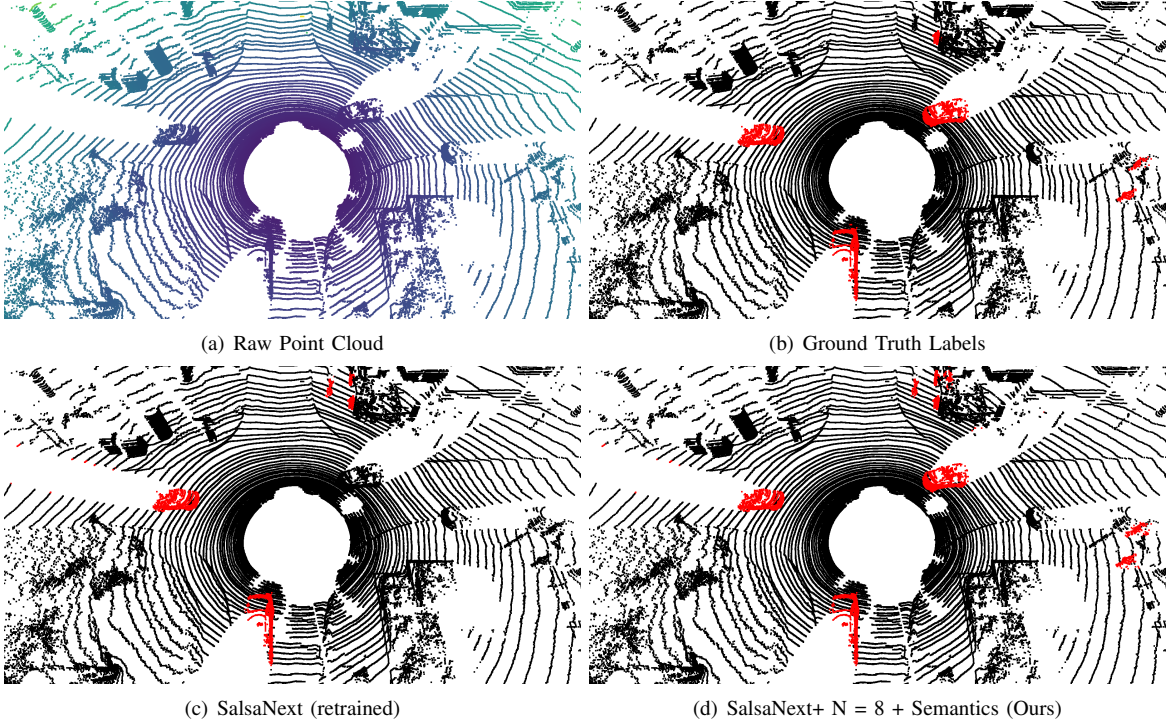 (a) Raw Point Cloud
(b) Ground Truth Labels
(c) SalsaNext (retrained)
(d) SalsaNext+ N = 8 + Semantics (Ours)